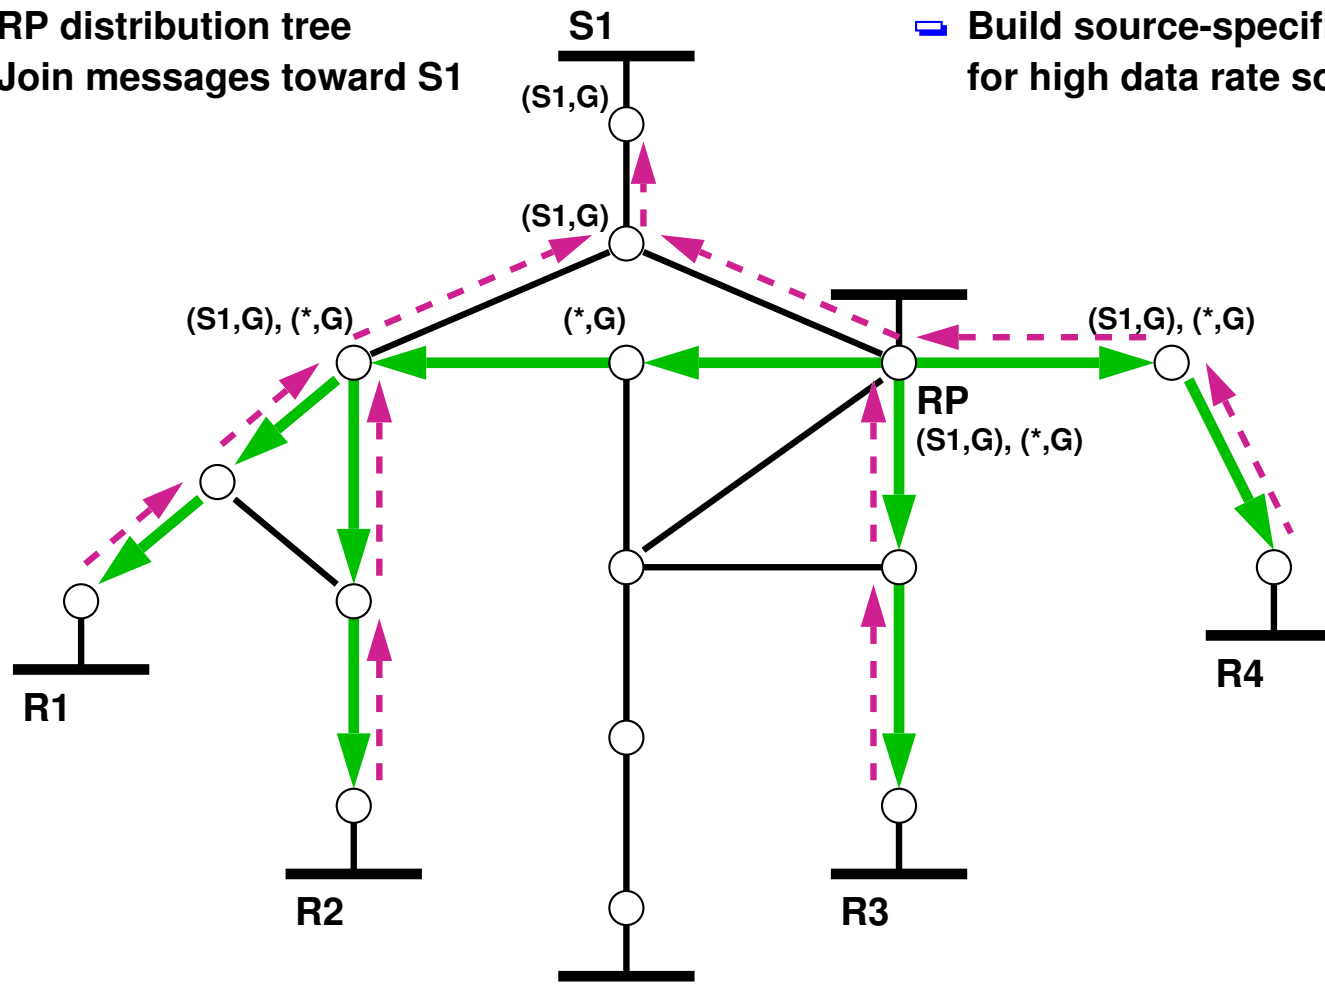 RP distribution tree
Join messages toward S1
S1
Build source-specifi
for high data rate so
(S1,G)
(S1,G)
(S1,G), (*,G)
(*,G)
(S1,G), (*,G)
RP
(S1,G), (*,G)
R1
R4
R2
R3